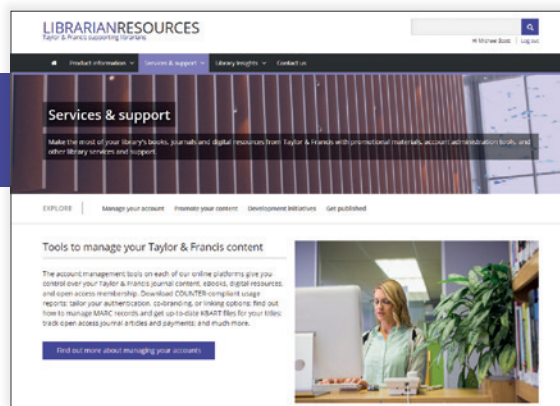 LIBRARIANRESOURCES
Taylor & Francis supporting librarians
Hi Michael Scott | Log out
Product information
Services & support
Library Insights
Contact us
Services & support
Make the most of your library's books, journals and digital resources from Taylor & Francis with promotional materials, account administration tools, and
other library services and support.
EXPLORE
Manage your account
Promote your content
Development initiatives
Get published
Tools to manage your Taylor & Francis content
The account management tools on each of our online platforms give you
control over your Taylor & Francis journal content, eBooks, digital resources,
and open access membership. Download COUNTER-compliant usage
reports; tailor your authentication, co-branding, or linking options; find out
how to manage MARC records and get up-to-date KBART files for your titles;
track open access journal articles and payments; and much more.
Find out more about managing your accounts